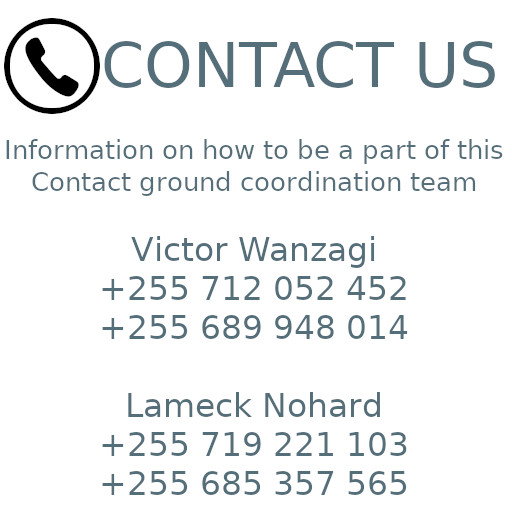 CONTACT US
Information on how to be a part of this
Contact ground coordination team
Victor Wanzagi
+255 712 052 452
+255 689 948 014
Lameck Nohard
+255 719 221 103
+255 685 357 565